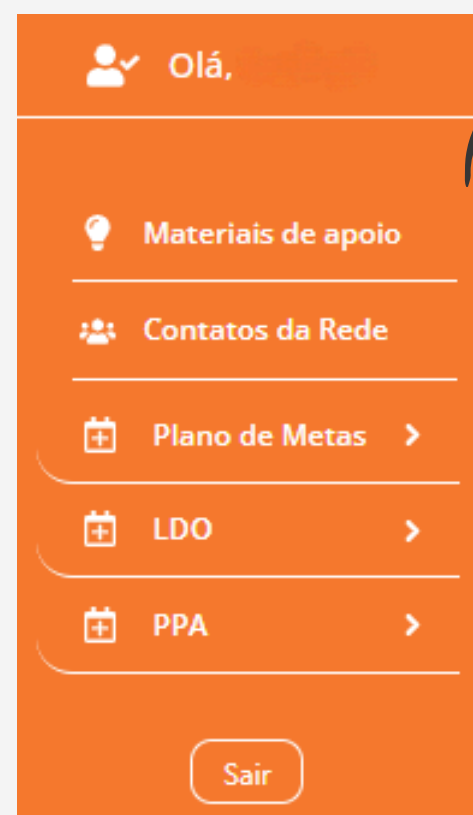 Olá,
Materiais de apoio
Contatos da Rede
Plano de Metas
LDO
PPA
Sair